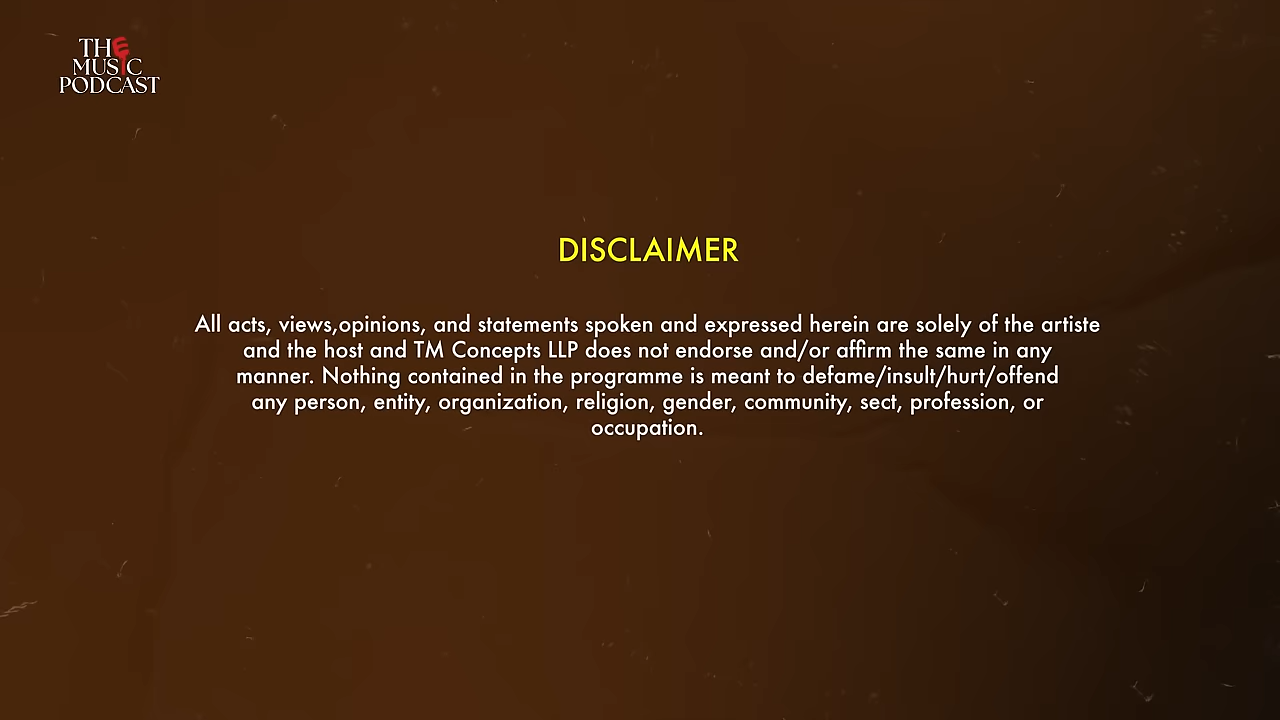 THE
MUSIC
PODCAST
DISCLAIMER
All acts, views,opinions, and statements spoken and expressed herein are solely of the artiste
and the host and TM Concepts LLP does not endorse and/or affirm the same in any
manner. Nothing contained in the programme is meant to defame/insult/hurt/offend
any person, entity, organization, religion, gender, community, sect, profession, or
occupation.